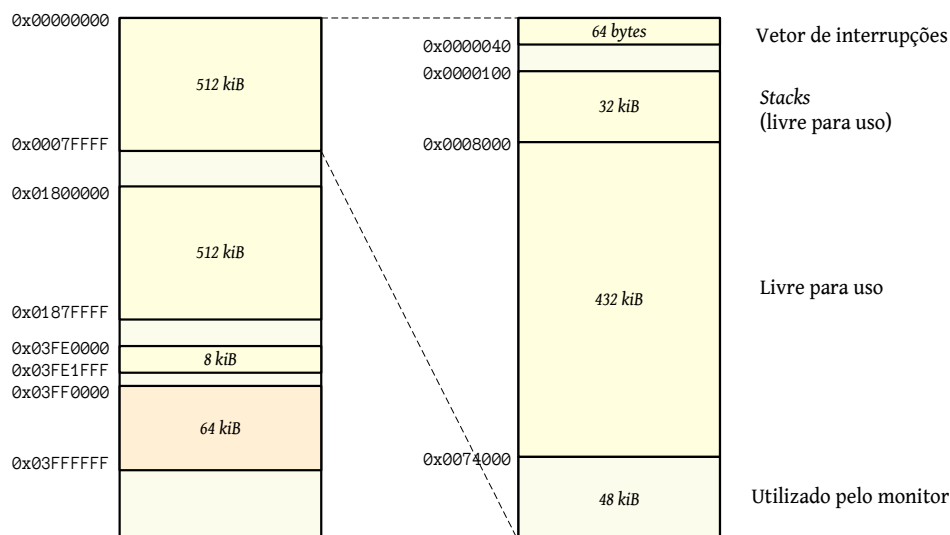 0x00000000
512 kiB
0x0007FFFF
0x01800000
512 kiB
0x0187FFFF
0x03FE0000
8 kiB
0x03FE1FFF
0x03FF0000
64 kiB
0x03FFFFFF
64 bytes
Vetor de interrupções
0x0000040
0x0000100
32 kiB
Stacks
(livre para uso)
0x0008000
432 kiB
Livre para uso
0x0074000
48 kiB
Utilizado pelo monitor